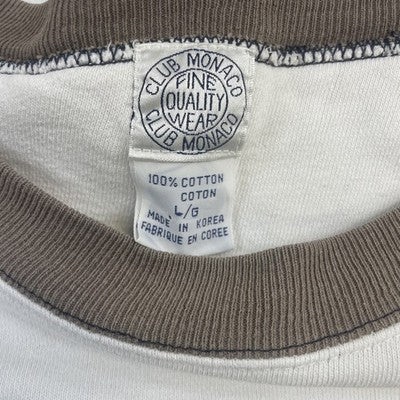 CLUB MONACO
FINE
QUALITY
WEAR
CLUB MONACO
100% COTTON
COTON
L/G
MADE IN KOREA
FABRIQUE EN COREE